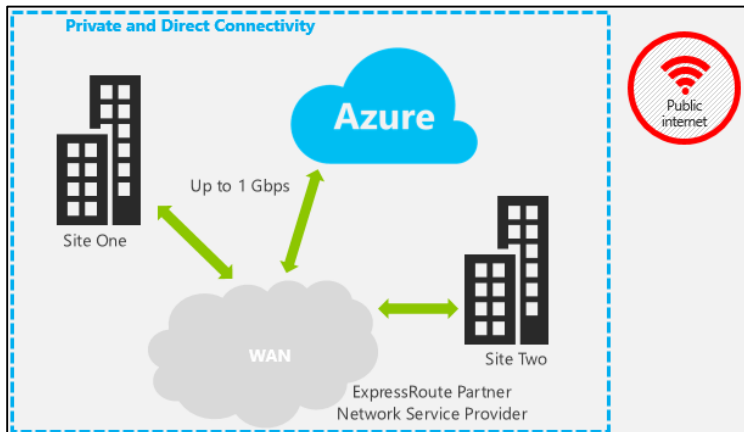 Private and Direct Connectivity
Public
internet
Azure
Up to 1 Gbps
Site One
WAN
Site Two
ExpressRoute Partner
Network Service Provider